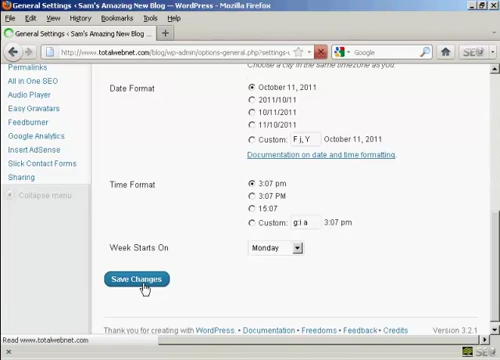 General Settings ‹ Sam's Amazing New Blog — WordPress - Mozilla Firefox
Edit View History Bookmarks Tools Help
General Settings ‹ Sam's Amazing New Blog ...
http://www.totalwebnet.com/blog/wp-admin/options-general.php?settings-u
Google
SEO
Choose a city in the same timezone as you.
Permalinks
All in One SEO
Audio Player
Easy Gravatars
Feedburner
Google Analytics
Insert AdSense
Slick Contact Forms
Sharing
Collapse menu
Date Format
October 11, 2011
2011/10/11
10/11/2011
11/10/2011
Custom: F j, Y October 11, 2011
Documentation on date and time formatting.
Time Format
3:07 pm
3:07 PM
15:07
Custom: g:i a 3:07 pm
Week Starts On Monday
Save Changes
Thank you for creating with WordPress. • Documentation • Freedoms • Feedback • Credits
Version 3.2.1
Read www.totalwebnet.com